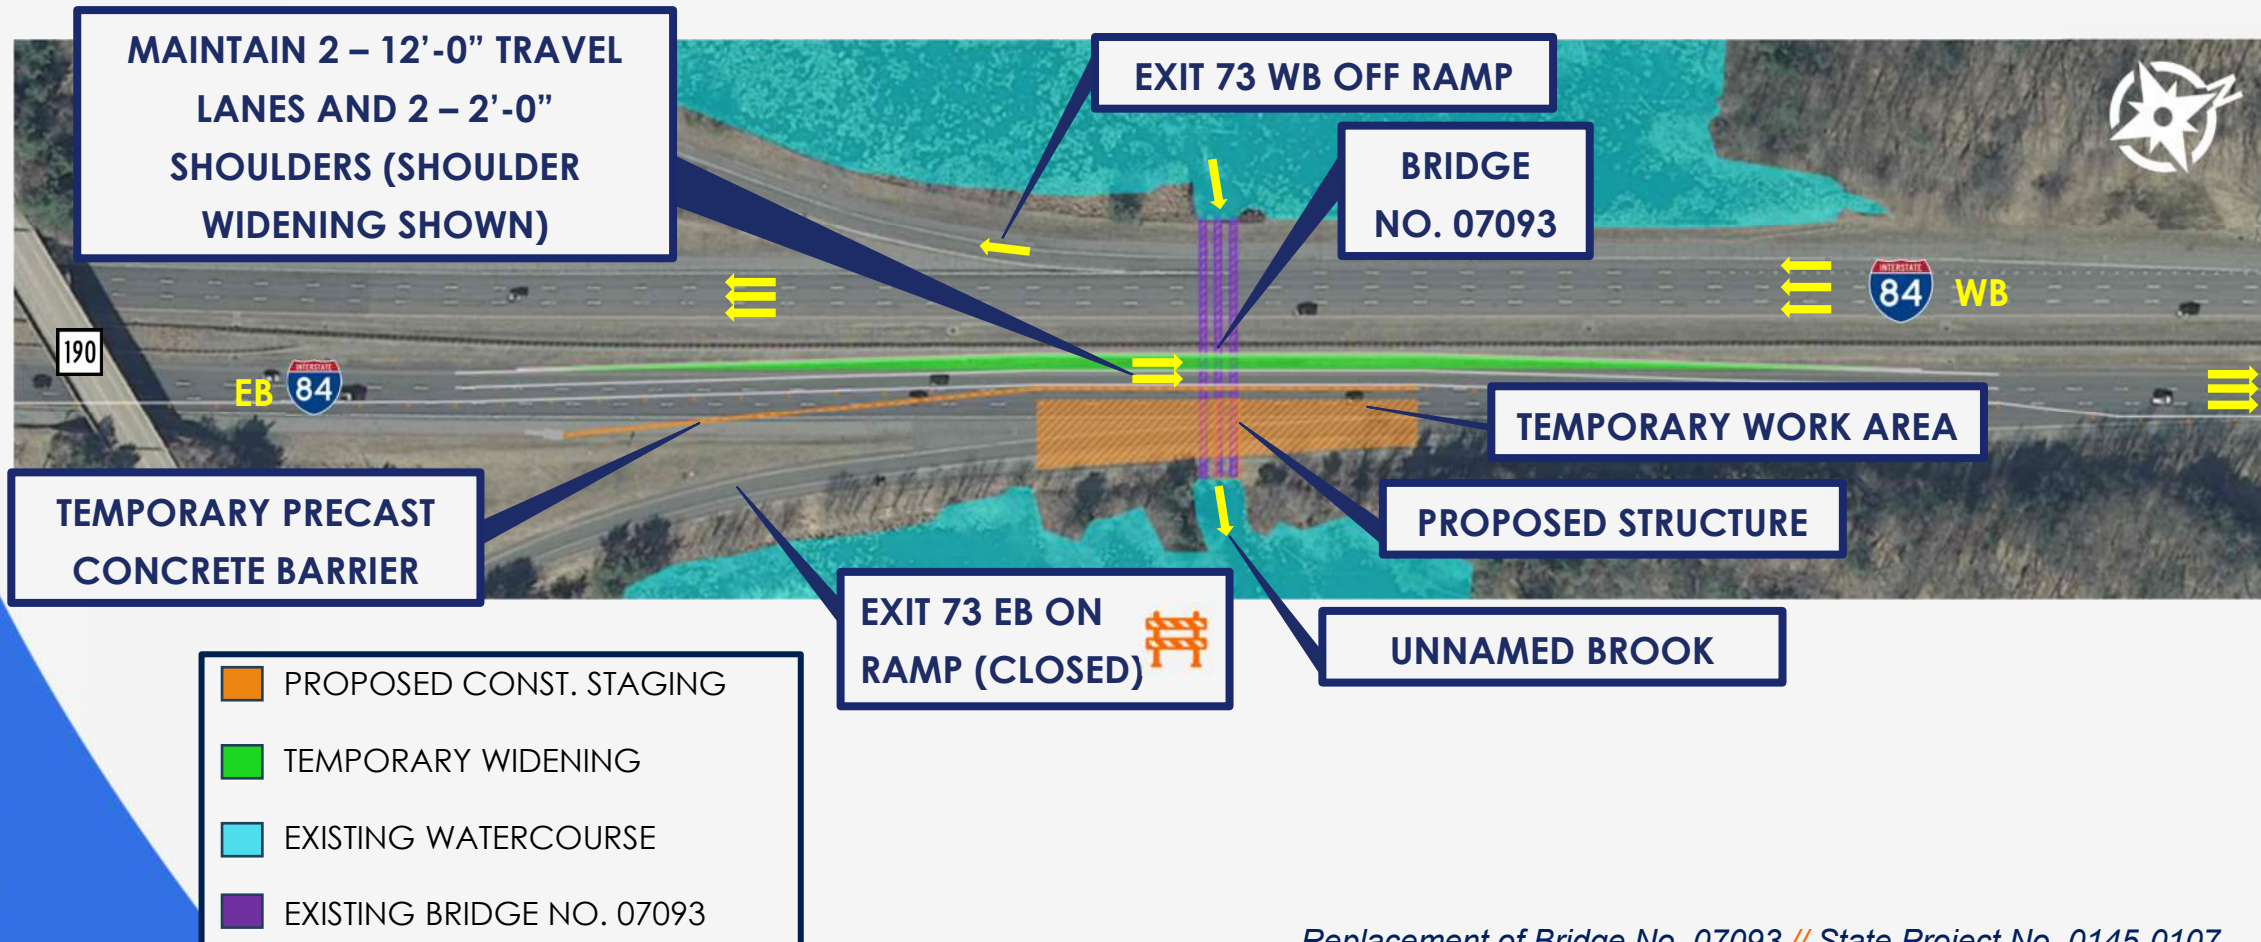 MAINTAIN 2 – 12’-0” TRAVEL
LANES AND 2 – 2’-0”
SHOULDERS (SHOULDER
WIDENING SHOWN)
EXIT 73 WB OFF RAMP
BRIDGE
NO. 07093
N
INTERSTATE
84
WB
190
EB
INTERSTATE
84
TEMPORARY WORK AREA
TEMPORARY PRECAST
CONCRETE BARRIER
PROPOSED STRUCTURE
EXIT 73 EB ON
RAMP (CLOSED)
UNNAMED BROOK
PROPOSED CONST. STAGING
TEMPORARY WIDENING
EXISTING WATERCOURSE
EXISTING BRIDGE NO. 07093
Replacement of Bridge No. 07093 // State Project No. 0145-0107